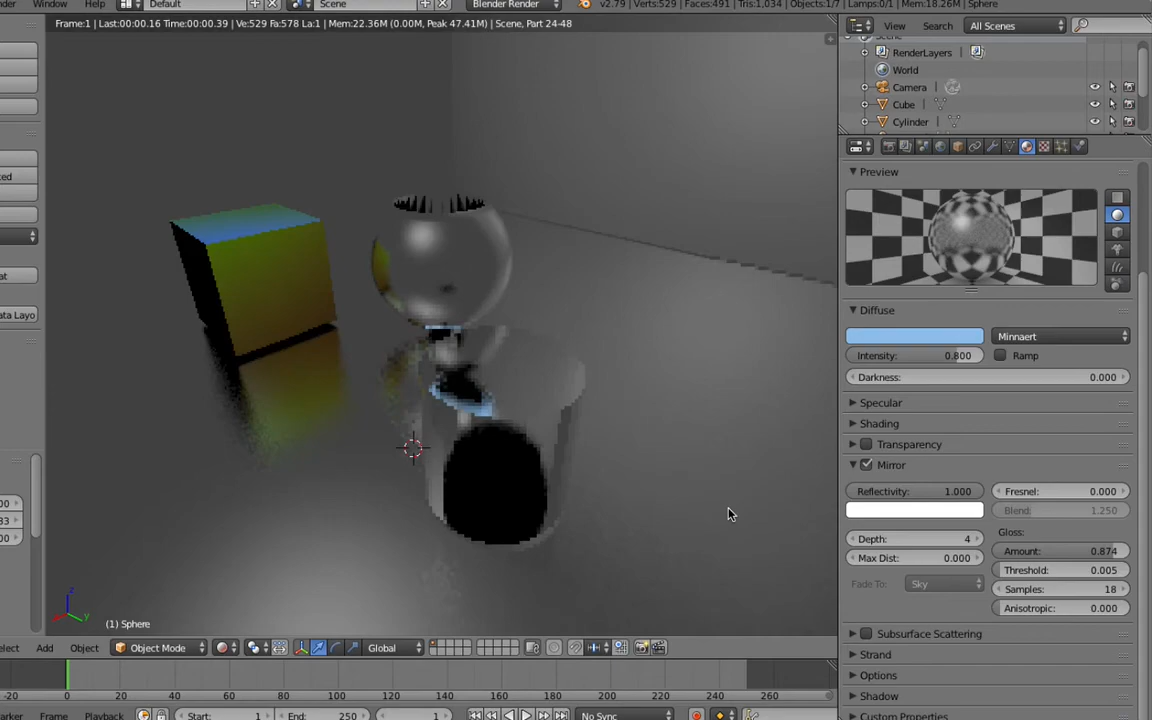 Window Help Default Scene Blender Render v2.79 | Verts:529 | Faces:491 | Tris:1,034 | Objects:1/7 | Lamps:0/1 | Mem:18.26M | Sphere
Frame:1 | Last:00:00.16 Time:00:00.39 | Ve:529 Fa:578 La:1 | Mem:22.36M (0.00M, Peak 47.41M) | Scene, Part 24-48
View Search All Scenes
RenderLayers |
World
Camera |
Cube |
Cylinder |
Preview
Diffuse
Minnaert
Intensity: 0.800 Ramp
Darkness: 0.000
Specular
Shading
Transparency
Mirror
Reflectivity: 1.000 Fresnel: 0.000
Blend: 1.250
Depth: 4 Gloss:
Amount: 0.874
Max Dist: 0.000 Threshold: 0.005
Fade To: Sky Samples: 18
Anisotropic: 0.000
Subsurface Scattering
Strand
Options
Shadow
Custom Properties
ata Layo
00
83
00
z
y
(1) Sphere
elect Add Object Object Mode Global
-20 0 20 40 60 80 100 120 140 160 180 200 220 240 260
arker Frame Playback Start: 1 End: 250 1 No Sync